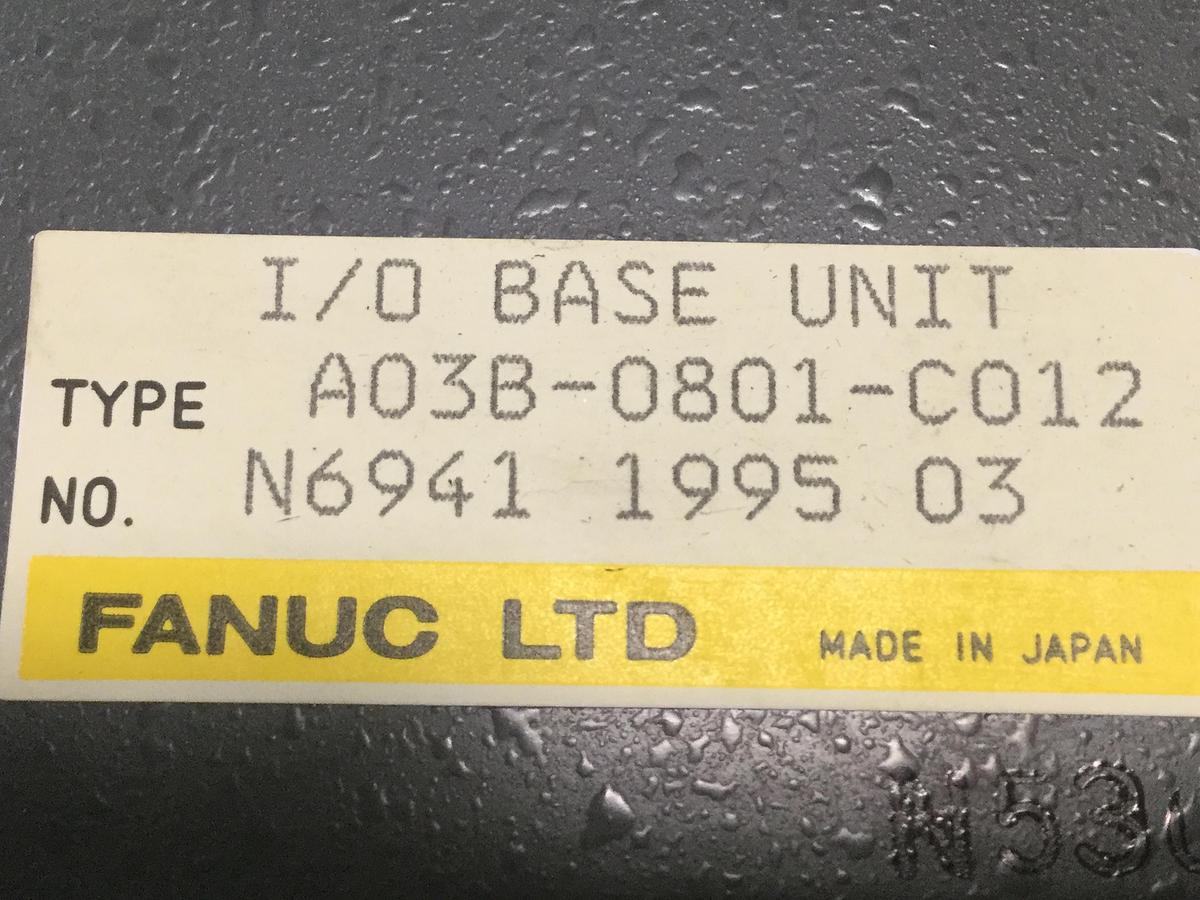 I/O BASE UNIT
TYPE A03B-0801-C012
NO. N6941 1995 03
FANUC LTD MADE IN JAPAN